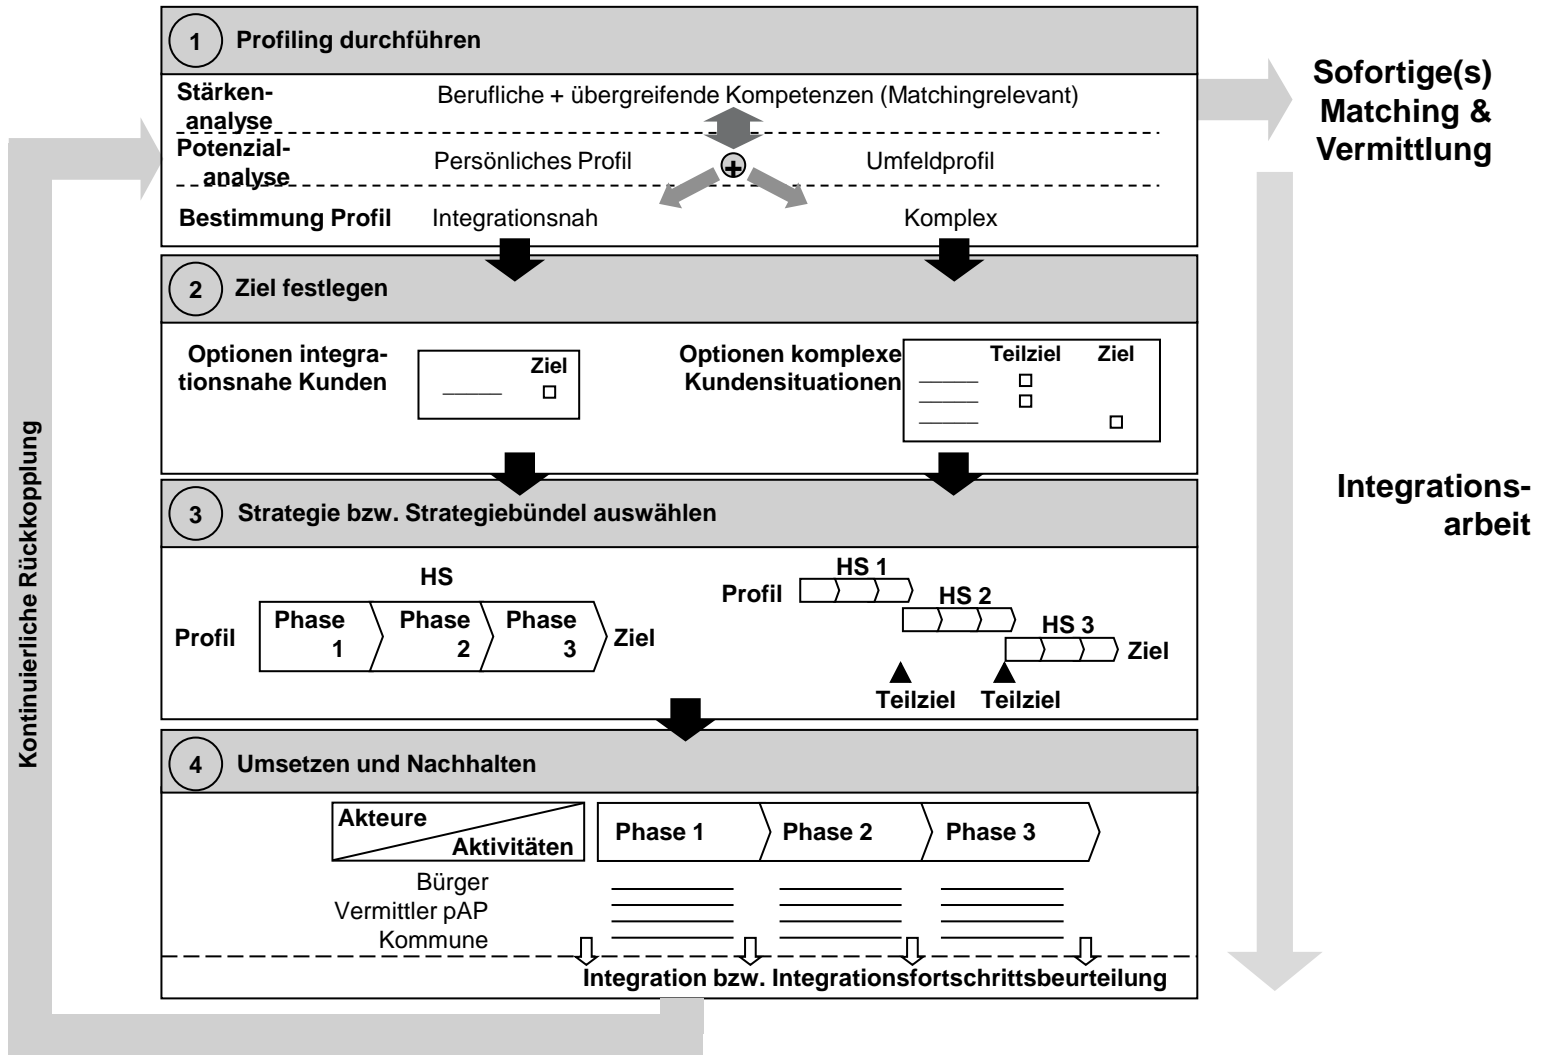 1 Profiling durchführen
Stärken-
analyse
Berufliche + übergreifende Kompetenzen (Matchingrelevant)
Potenzial-
analyse
Persönliches Profil
+
Umfeldprofil
Bestimmung Profil
Integrationsnah
Komplex
Sofortige(s)
Matching &
Vermittlung
2 Ziel festlegen
Optionen integra-
tionsnahe Kunden
Ziel
Optionen komplexe
Kundensituationen
Teilziel Ziel
3 Strategie bzw. Strategiebündel auswählen
HS
Profil
Phase
1
Phase
2
Phase
3
Ziel
Profil
HS 1
HS 2
HS 3
Ziel
Teilziel Teilziel
4 Umsetzen und Nachhalten
Akteure
Aktivitäten
Phase 1
Phase 2
Phase 3
Bürger
Vermittler pAP
Kommune
Integration bzw. Integrationsfortschrittsbeurteilung
Integrations-
arbeit
Kontinuierliche Rückkopplung